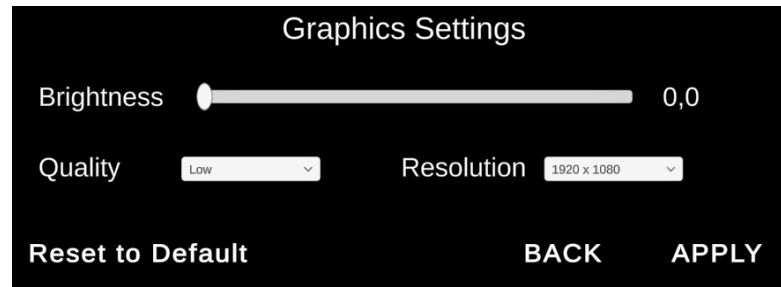 Graphics Settings
Brightness 0,0
Quality Low Resolution 1920 x 1080
Reset to Default BACK APPLY